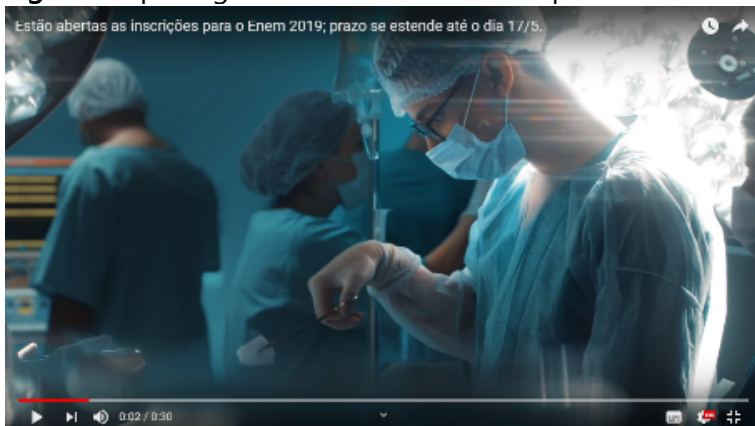 Estão abertas as inscrições para o Enem 2019; prazo se estende até o dia 17/5.
0:02 / 0:30